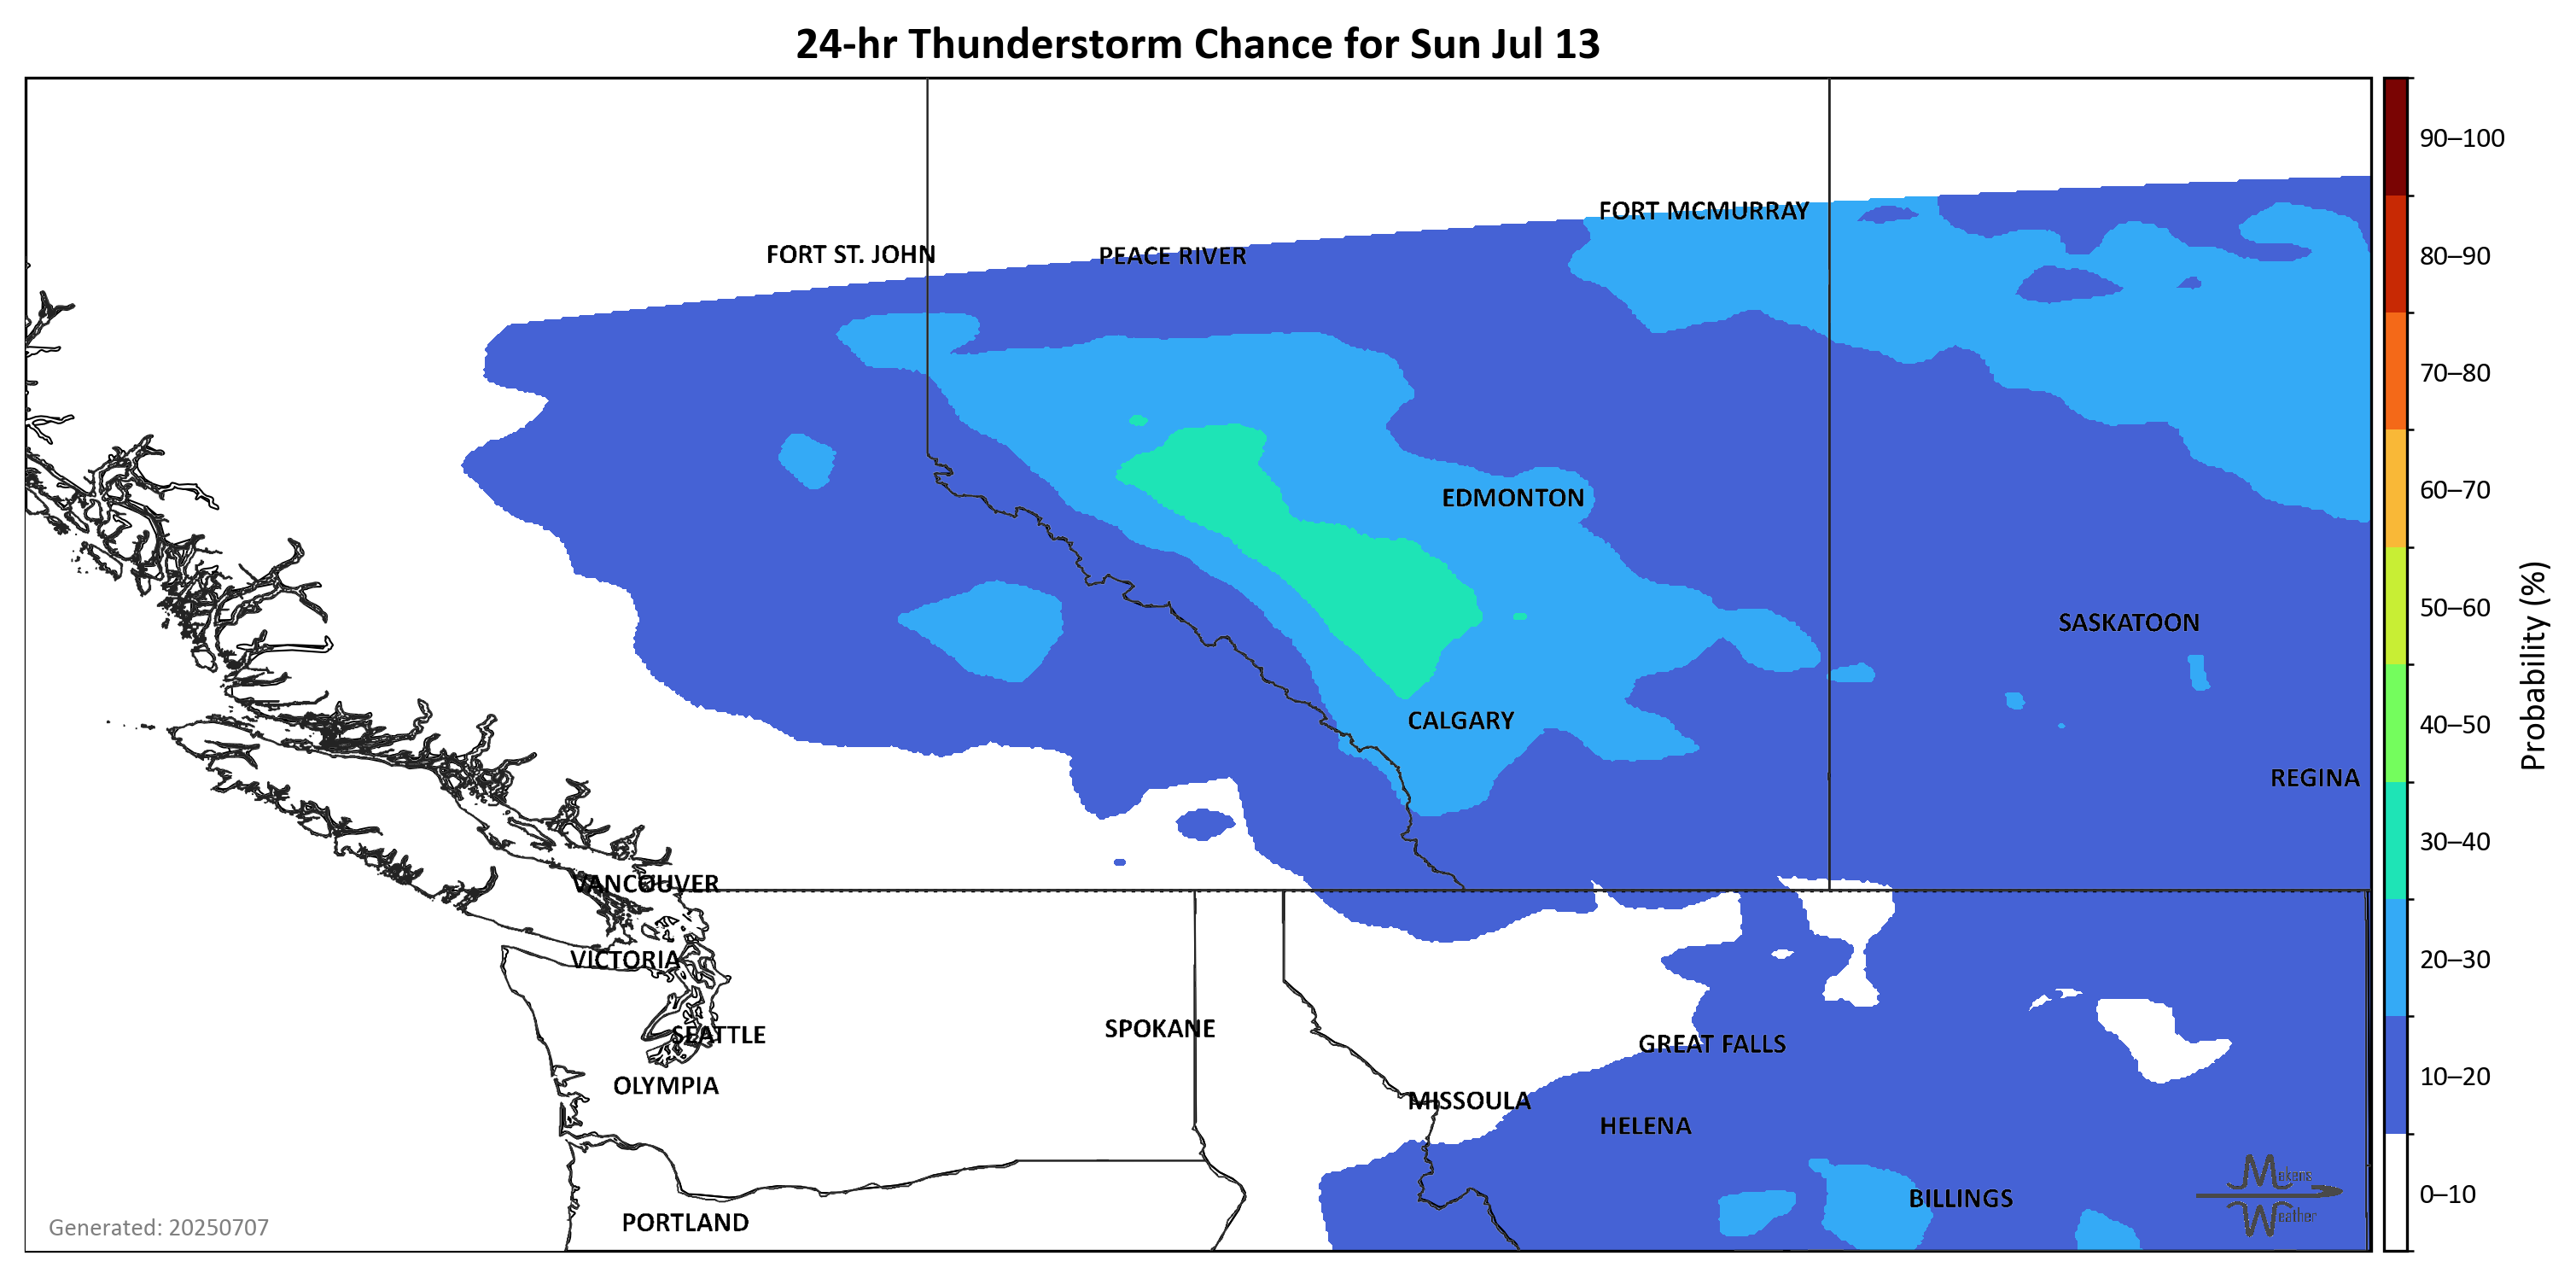 24-hr Thunderstorm Chance for Sun Jul 13
90–100
80–90
70–80
60–70
50–60
40–50
30–40
20–30
10–20
0–10
Probability (%)
FORT MCMURRAY
FORT ST. JOHN
PEACE RIVER
EDMONTON
SASKATOON
CALGARY
REGINA
VANCOUVER
VICTORIA
SEATTLE
SPOKANE
GREAT FALLS
OLYMPIA
MISSOULA
HELENA
BILLINGS
PORTLAND
Mekens
Weather
Generated: 20250707